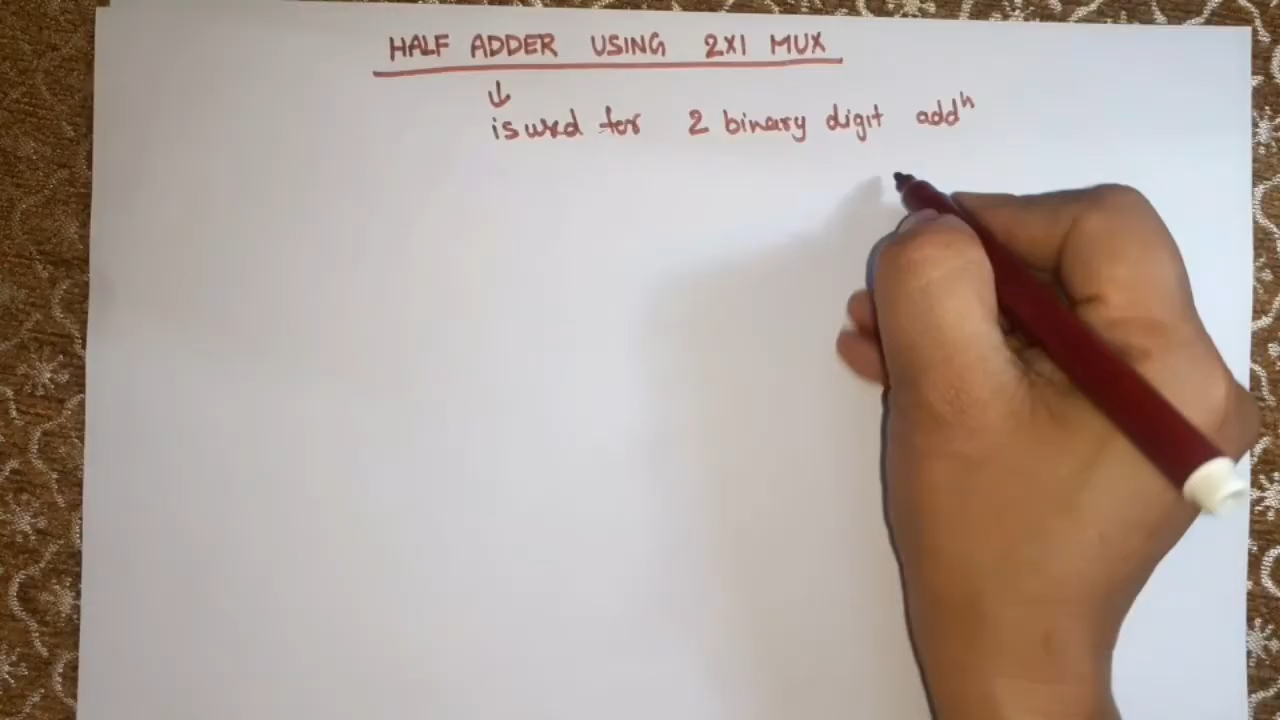 HALF ADDER USING 2X1 MUX
↓
is used for 2 binary digit addⁿ